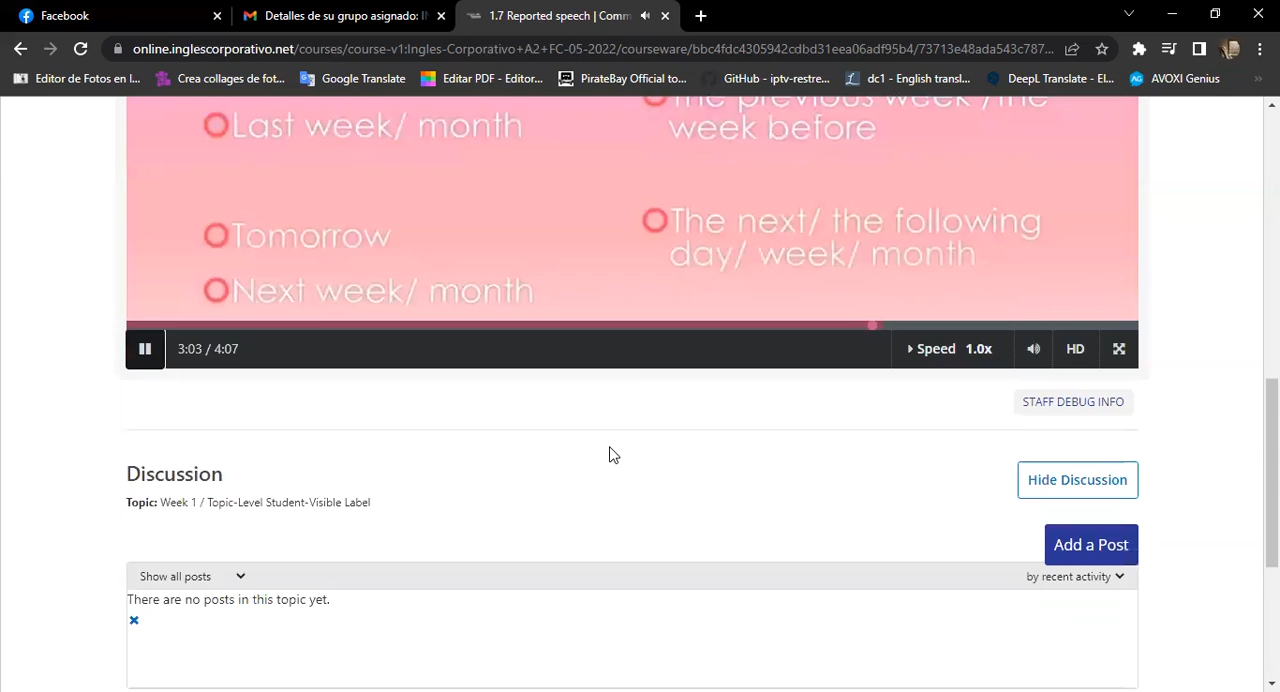 Facebook
Detalles de su grupo asignado: I
1.7 Reported speech | Comm
online.inglescorporativo.net/courses/course-v1:Ingles-Corporativo+A2+FC-05-2022/courseware/bbc4fdc4305942cdbd31eea06adf95b4/73713e48ada543c787...
Editor de Fotos en l...
Crea collages de fot...
Google Translate
Editar PDF - Editor...
PirateBay Official to...
GitHub - iptv-restre...
dc1 - English transl...
DeepL Translate - El...
AVOXI Genius
»
The previous week /the
Last week/ month
week before
Tomorrow
The next/ the following
day/ week/ month
Next week/ month
3:03 / 4:07
Speed 1.0x
HD
STAFF DEBUG INFO
Discussion
Hide Discussion
Topic: Week 1 / Topic-Level Student-Visible Label
Add a Post
Show all posts
by recent activity
There are no posts in this topic yet.